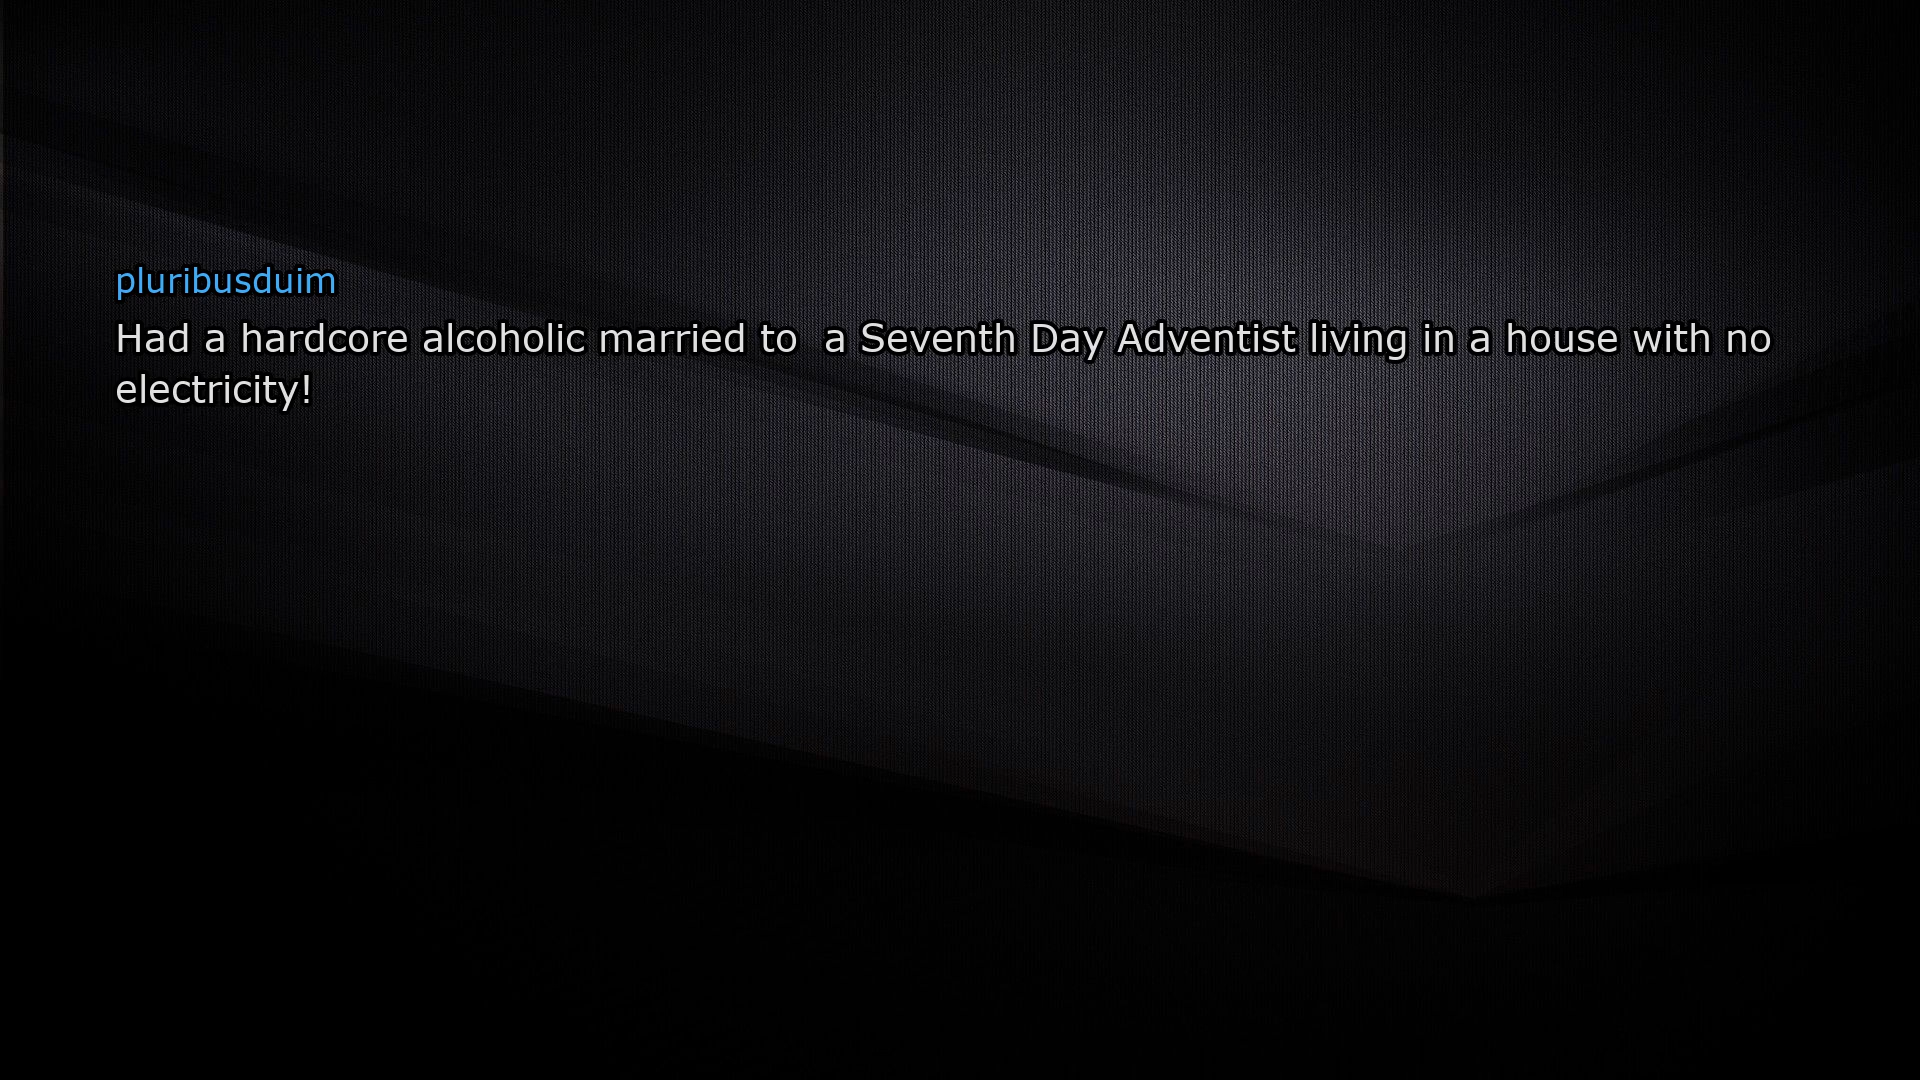 pluribusduim
Had a hardcore alcoholic married to  a Seventh Day Adventist living in a house with no
electricity!